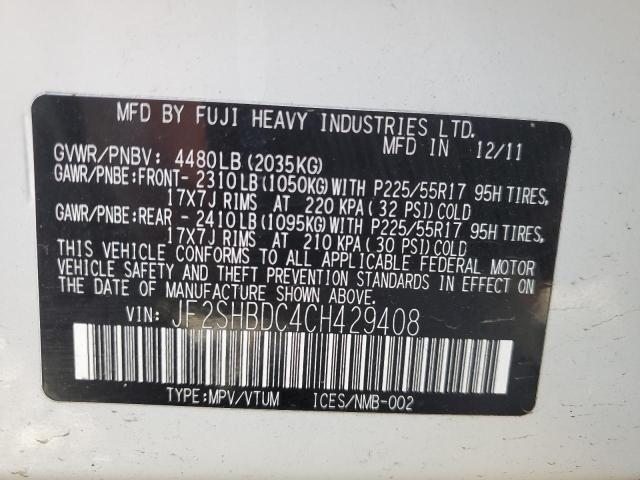 MFD BY FUJI HEAVY INDUSTRIES LTD.
MFD IN 12/11
GVWR/PNBV: 4480LB(2035KG)
GAWR/PNBE:FRONT- 2310LB(1050KG)WITH P225/55R17 95H TIRES,
17X7J RIMS AT 220 KPA( 32 PSI)COLD
GAWR/PNBE:REAR - 2410LB(1095KG)WITH P225/55R17 95H TIRES,
17X7J RIMS AT 210 KPA( 30 PSI)COLD
THIS VEHICLE CONFORMS TO ALL APPLICABLE FEDERAL MOTOR
VEHICLE SAFETY AND THEFT PREVENTION STANDARDS IN EFFECT ON
THE DATE OF MANUFACTURE SHOWN ABOVE.
VIN: JF2SHBDC4CH429408
TYPE:MPV/VTUM ICES/NMB-002